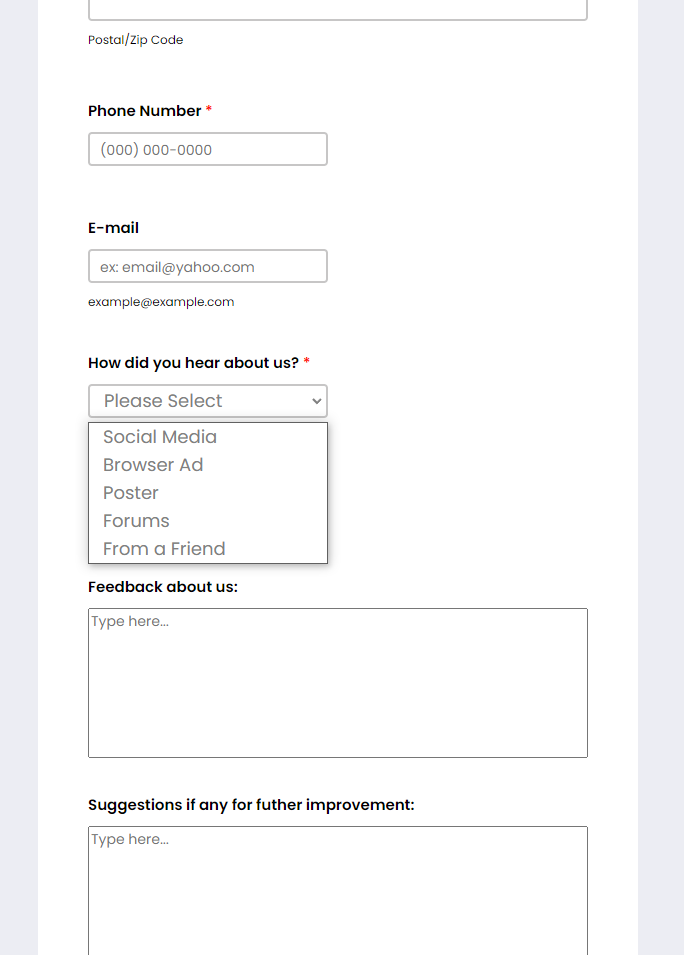 Postal/Zip Code
Phone Number *
(000) 000-0000
E-mail
ex: email@yahoo.com
example@example.com
How did you hear about us? *
Please Select
Social Media
Browser Ad
Poster
Forums
From a Friend
Feedback about us:
Type here...
Suggestions if any for futher improvement:
Type here...